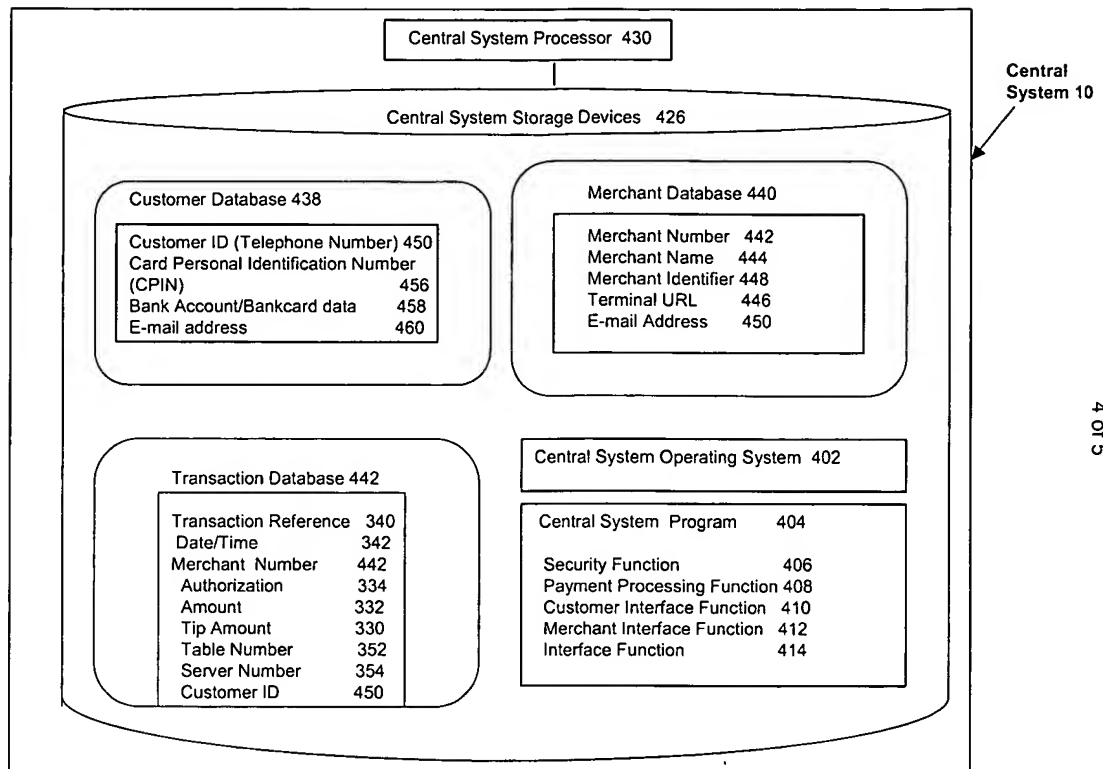 Central System Processor 430
Central
System 10
Central System Storage Devices 426
Customer Database 438
Customer ID (Telephone Number) 450
Card Personal Identification Number
(CPIN) 456
Bank Account/Bankcard data 458
E-mail address 460
Merchant Database 440
Merchant Number 442
Merchant Name 444
Merchant Identifier 448
Terminal URL 446
E-mail Address 450
Transaction Database 442
Transaction Reference 340
Date/Time 342
Merchant Number 442
Authorization 334
Amount 332
Tip Amount 330
Table Number 352
Server Number 354
Customer ID 450
Central System Operating System 402
Central System Program 404
Security Function 406
Payment Processing Function 408
Customer Interface Function 410
Merchant Interface Function 412
Interface Function 414
4 of 5